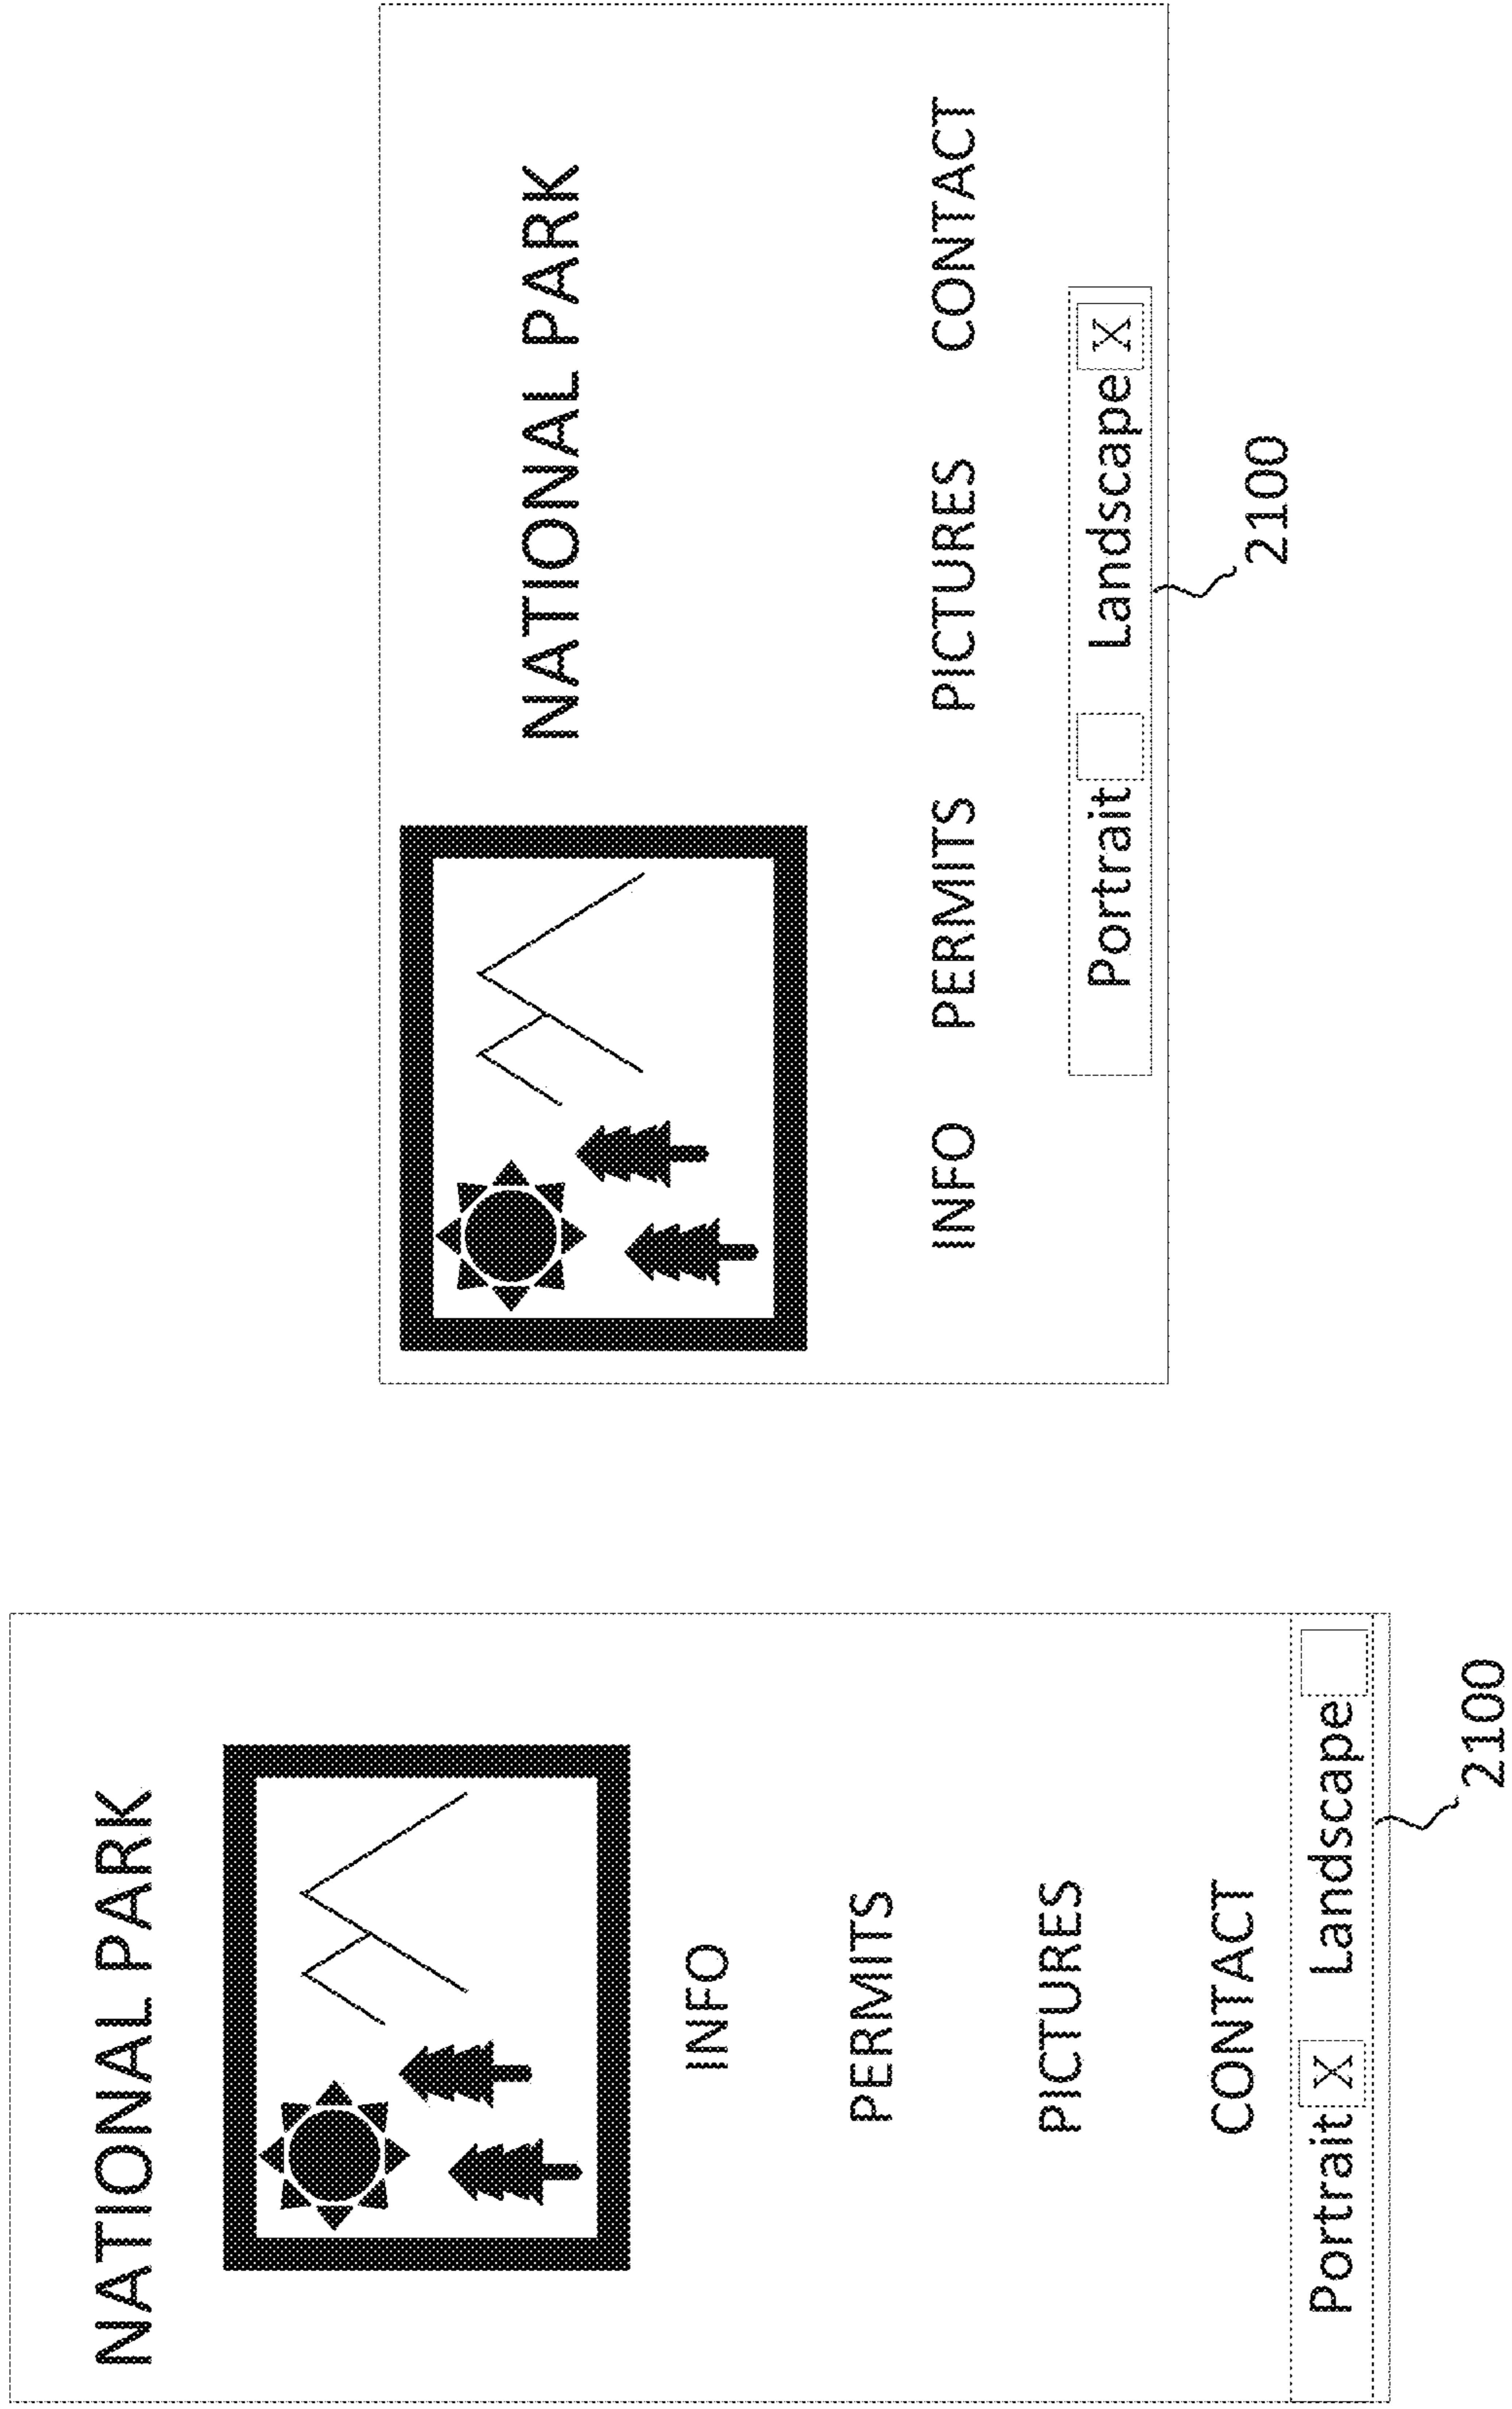 NATIONAL PARK
INFO
PERMITS
PICTURES
CONTACT
Portrait X Landscape
2100
NATIONAL PARK
INFO PERMITS PICTURES CONTACT
Portrait Landscape X
2100